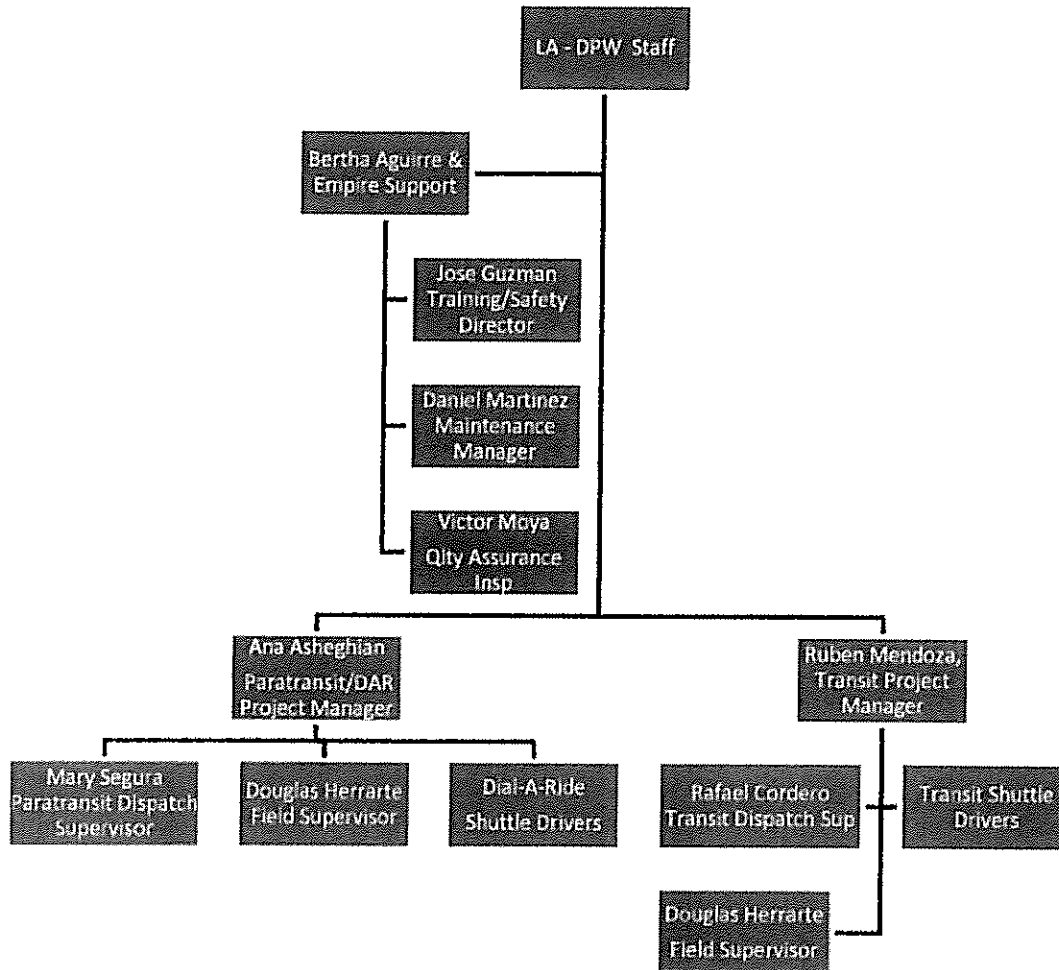 LA - DPW Staff
Bertha Aguirre &
Empire Support
Jose Guzman
Training/Safety
Director
Daniel Martinez
Maintenance
Manager
Victor Moya
Qlty Assurance
Insp
Ana Asheghian
Paratransit/DAR
Project Manager
Ruben Mendoza,
Transit Project
Manager
Mary Segura
Paratransit Dispatch
Supervisor
Douglas Herrarte
Field Supervisor
Dial-A-Ride
Shuttle Drivers
Rafael Cordero
Transit Dispatch Sup
Transit Shuttle
Drivers
Douglas Herrarte
Field Supervisor